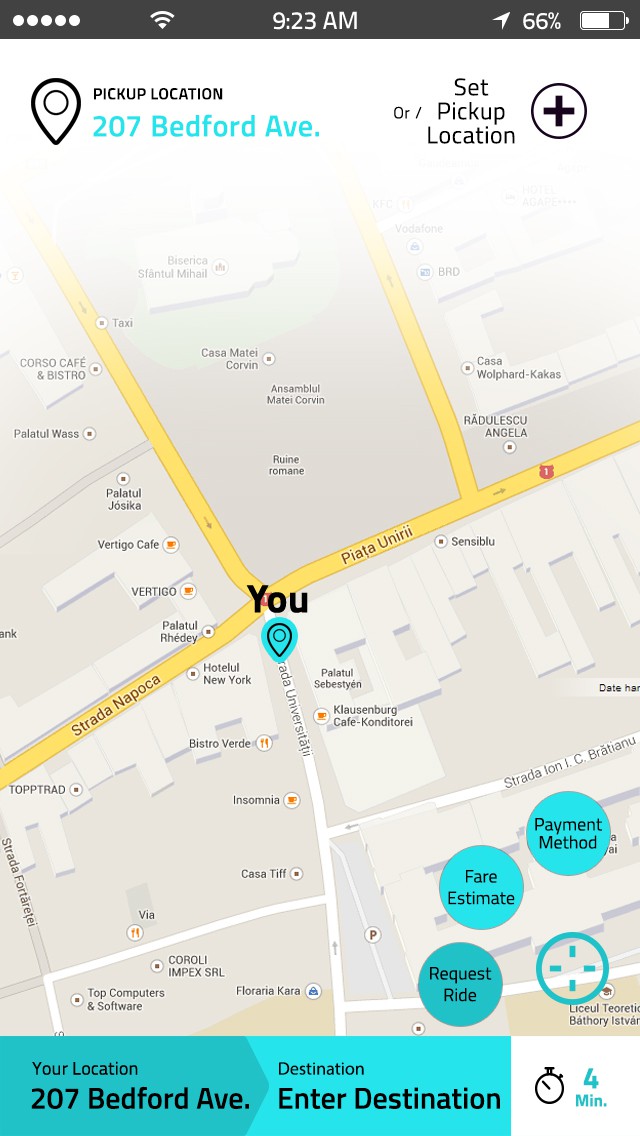 9:23 AM
66%
PICKUP LOCATION
207 Bedford Ave.
Or /
Set
Pickup
Location
KFC
HOTEL
AGAPE
Vodafone
BRD
Biserica
Sfântul Mihail
Taxi
CORSO CAFÉ
& BISTRO
Casa Matei
Corvin
Casa
Wolphard-Kakas
Ansamblul
Matei Corvin
Palatul Wass
RĂDULESCU
ANGELA
Ruine
romane
1
Palatul
Jósika
Piața Unirii
Sensiblu
Vertigo Cafe
VERTIGO
You
Palatul
Rhédey
ank
Hotelul
New York
Strada Napoca
rada Universității
Palatul
Sebestyén
Date har
Klausenburg
Cafe-Konditorei
Bistro Verde
Strada Ion I. C. Brătianu
TOPPTRAD
Insomnia
Payment
Method
a
ai
Strada Fortăreței
Casa Tiff
Fare
Estimate
Via
P
COROLI
IMPEX SRL
Request
Ride
Top Computers
& Software
Floraria Kara
Liceul Teoretic
Báthory István
Your Location
207 Bedford Ave.
Destination
Enter Destination
4
Min.